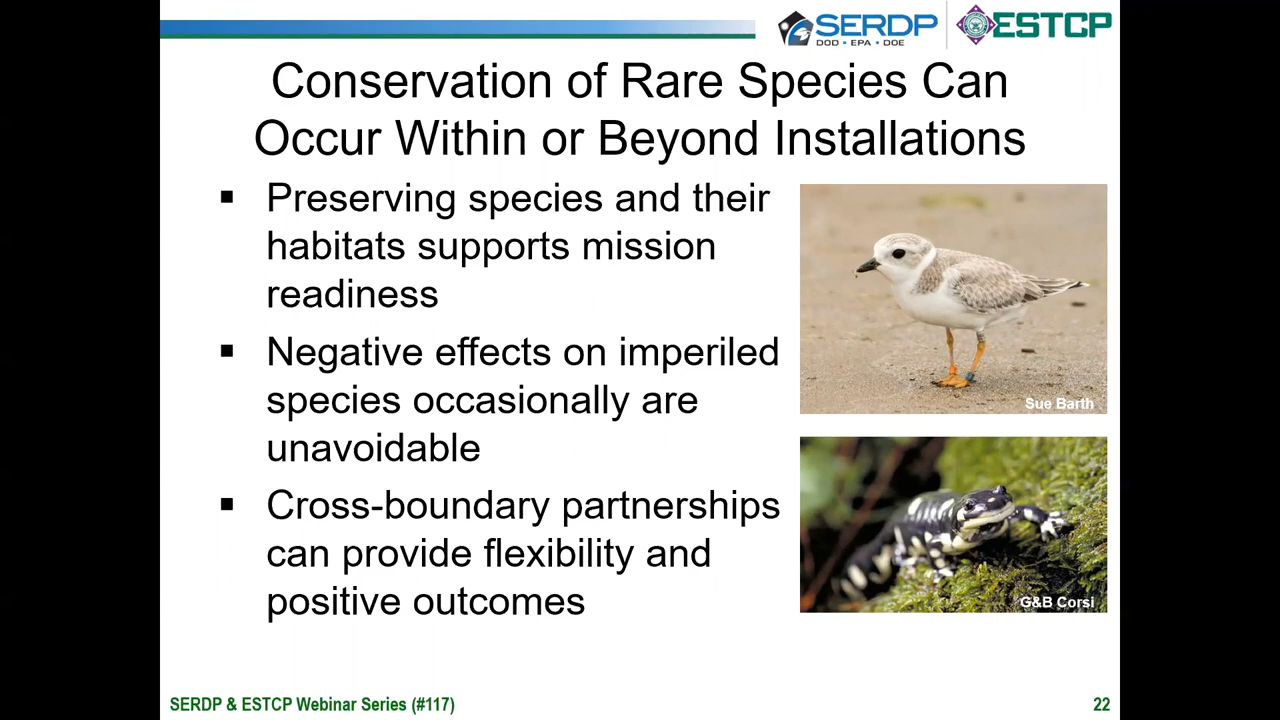 SERDP
DOD • EPA • DOE
ESTCP
Conservation of Rare Species Can
Occur Within or Beyond Installations
▪ Preserving species and their
habitats supports mission
readiness
▪ Negative effects on imperiled
species occasionally are
unavoidable
▪ Cross-boundary partnerships
can provide flexibility and
positive outcomes
Sue Barth
G&B Corsi
SERDP & ESTCP Webinar Series (#117)
22